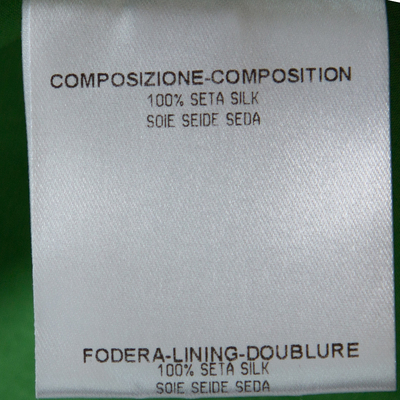 COMPOSIZIONE-COMPOSITION
100% SETA SILK
SOIE SEIDE SEDA
FODERA-LINING-DOUBLURE
100% SETA SILK
SOIE SEIDE SEDA